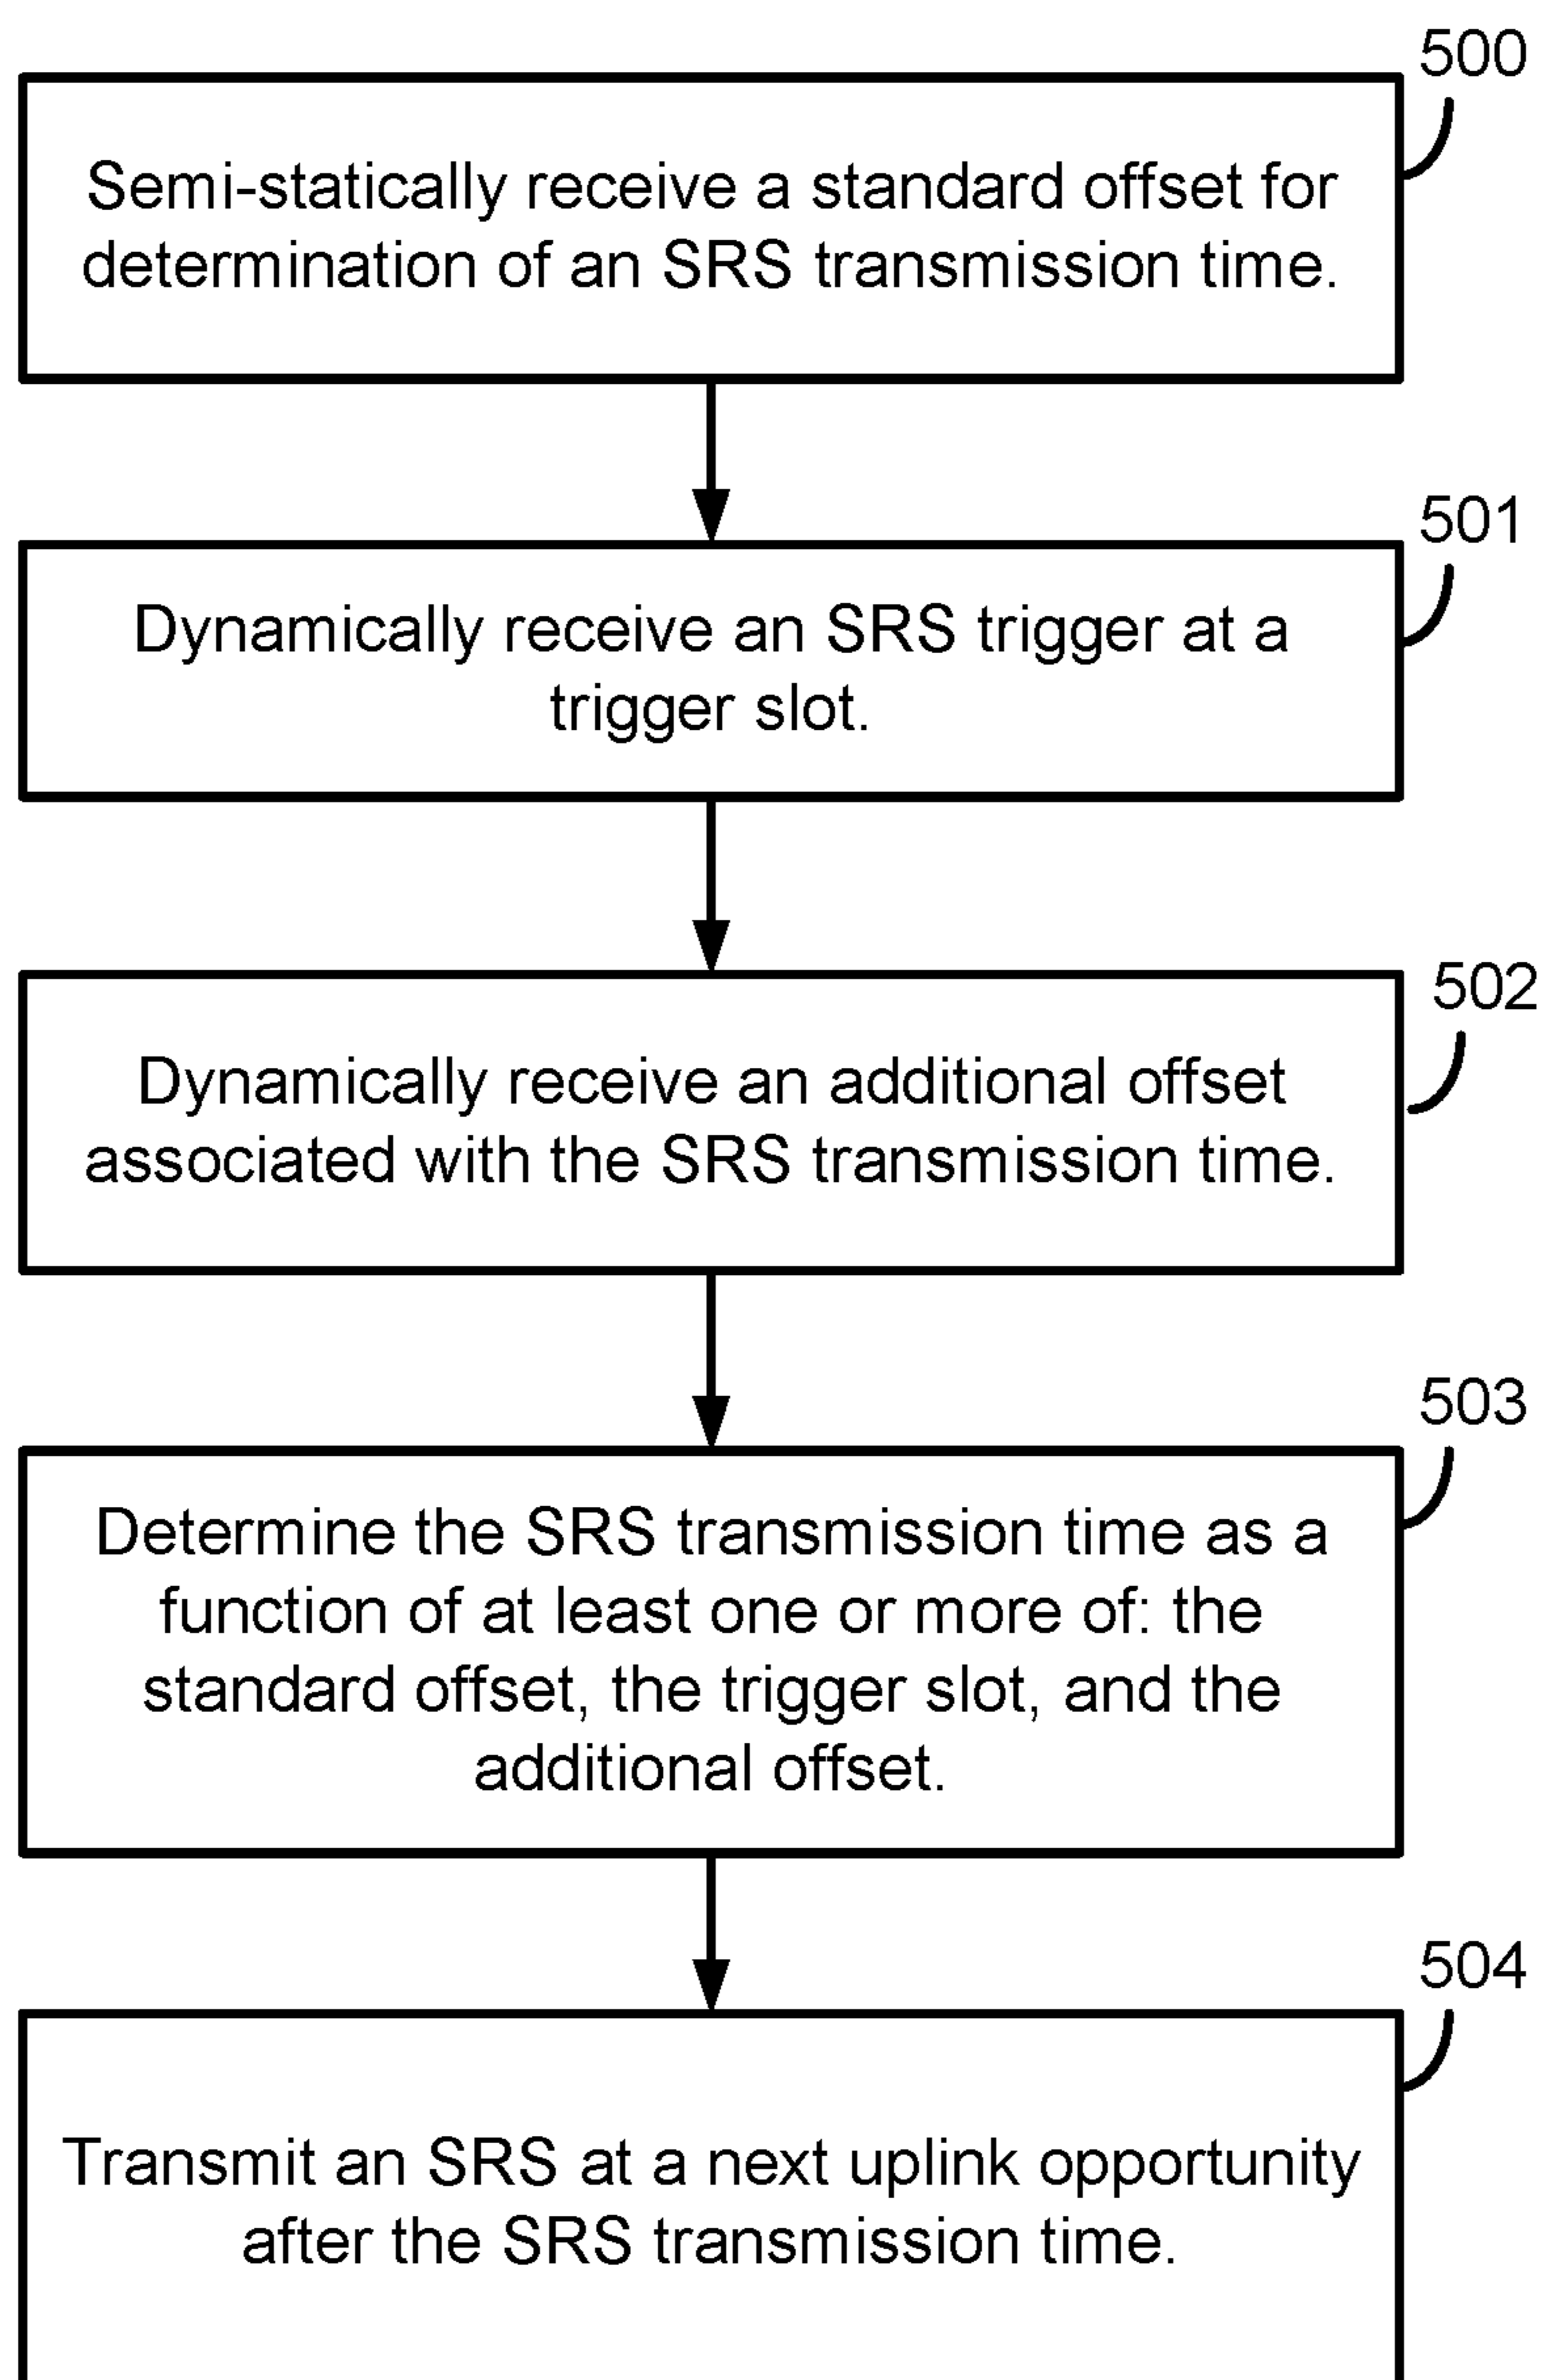 500
Semi-statically receive a standard offset for
determination of an SRS transmission time.
501
Dynamically receive an SRS trigger at a
trigger slot.
502
Dynamically receive an additional offset
associated with the SRS transmission time.
503
Determine the SRS transmission time as a
function of at least one or more of: the
standard offset, the trigger slot, and the
additional offset.
504
Transmit an SRS at a next uplink opportunity
after the SRS transmission time.